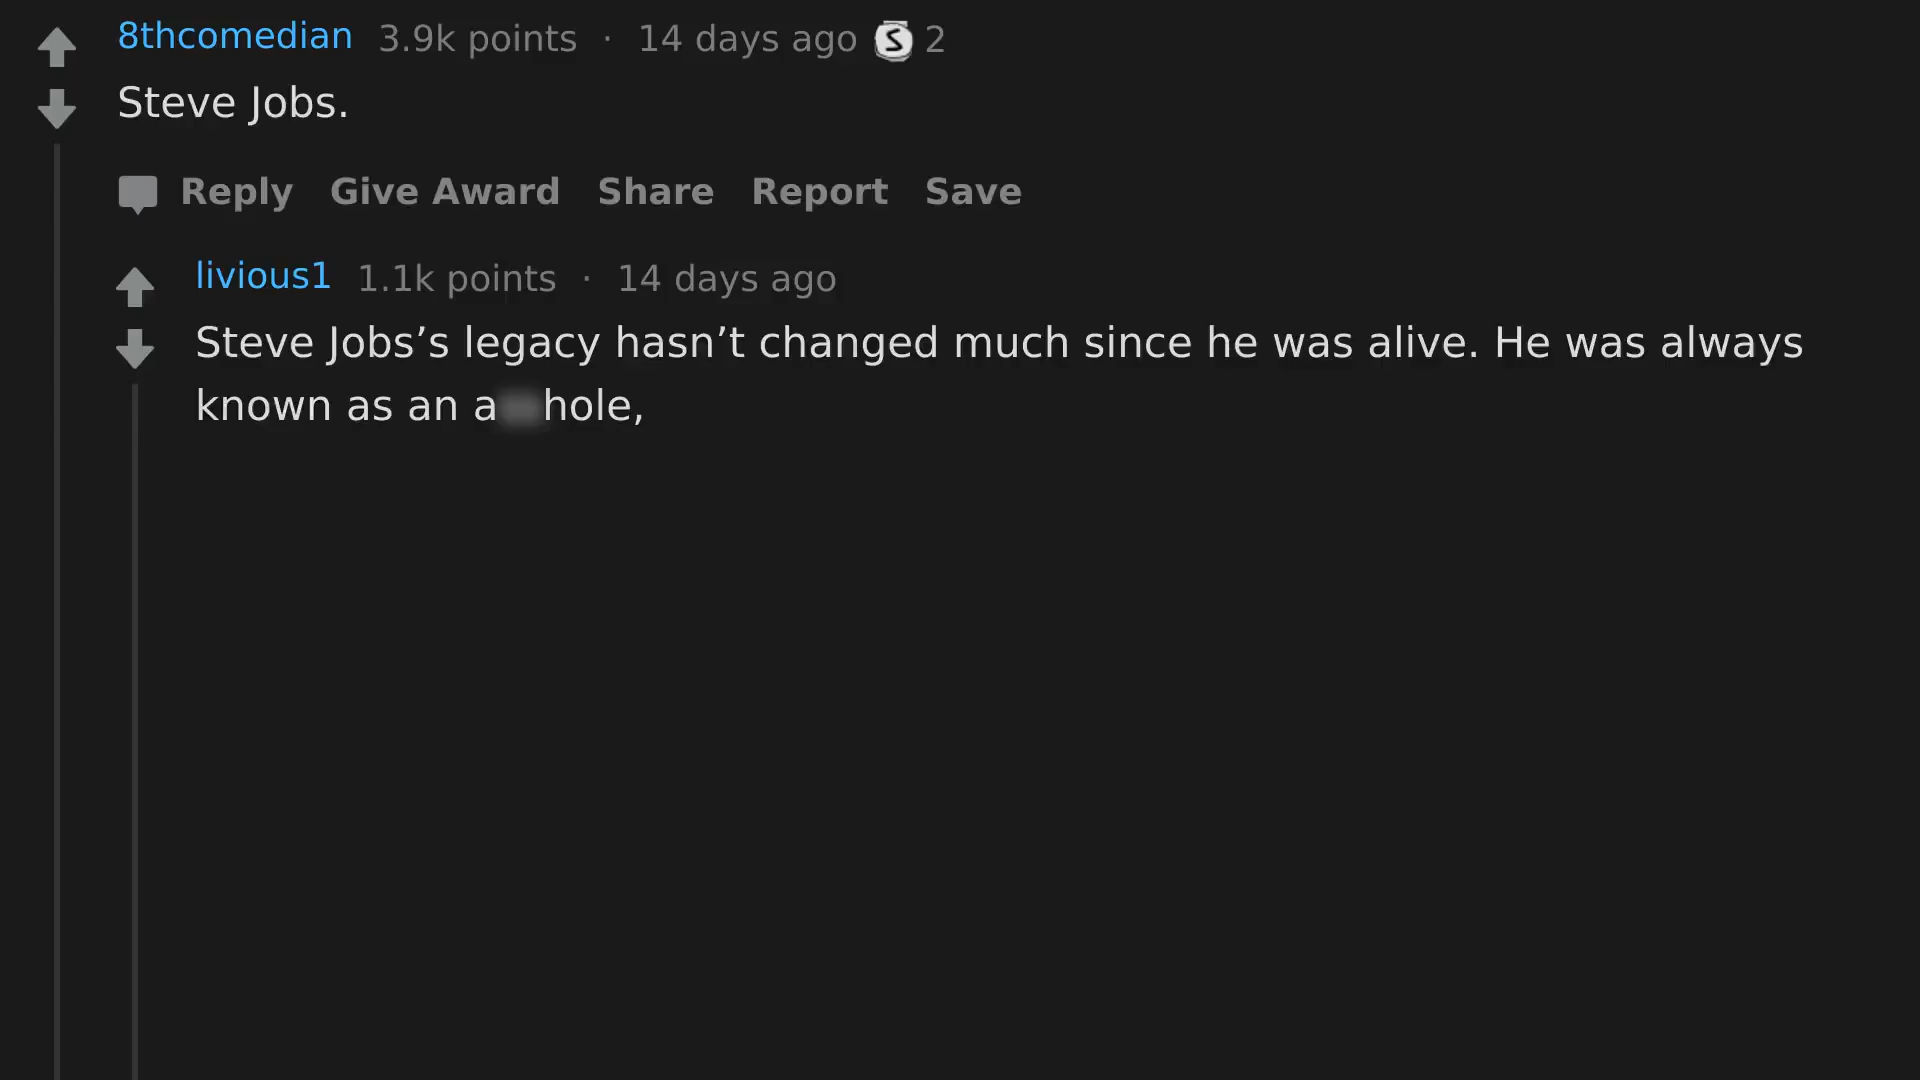 8thcomedian 3.9k points · 14 days ago S 2
Steve Jobs.
Reply Give Award Share Report Save
livious1 1.1k points · 14 days ago
Steve Jobs’s legacy hasn’t changed much since he was alive. He was always
known as an a hole,